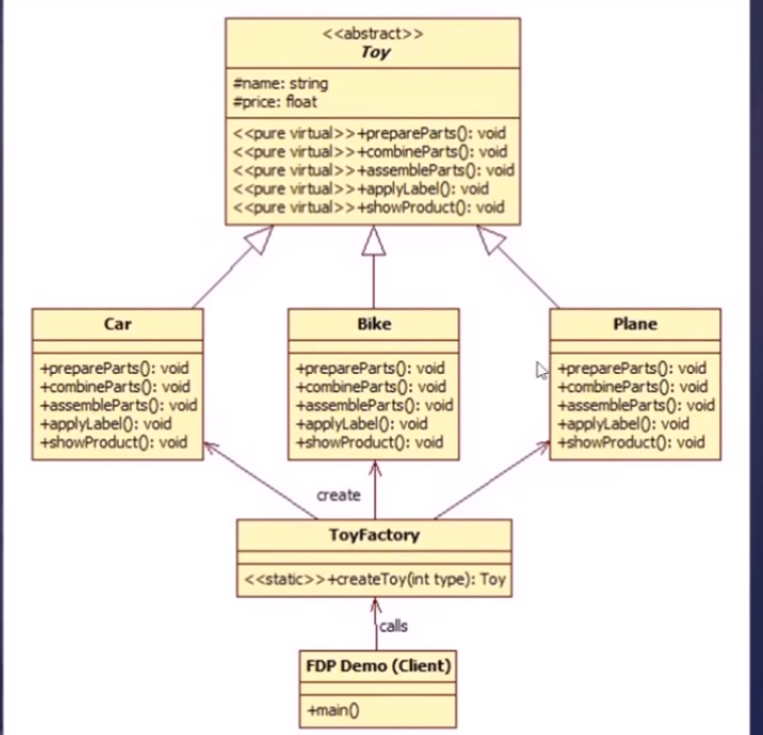 <<abstract>>
Toy
#name: string
#price: float
<<pure virtual>>+prepareParts(): void
<<pure virtual>>+combineParts(): void
<<pure virtual>>+assembleParts(): void
<<pure virtual>>+applyLabel(): void
<<pure virtual>>+showProduct(): void
Car
+prepareParts(): void
+combineParts(): void
+assembleParts(): void
+applyLabel(): void
+showProduct(): void
Bike
+prepareParts(): void
+combineParts(): void
+assembleParts(): void
+applyLabel(): void
+showProduct(): void
Plane
+prepareParts(): void
+combineParts(): void
+assembleParts(): void
+applyLabel(): void
+showProduct(): void
create
ToyFactory
<<static>>+createToy(int type): Toy
calls
FDP Demo (Client)
+main()